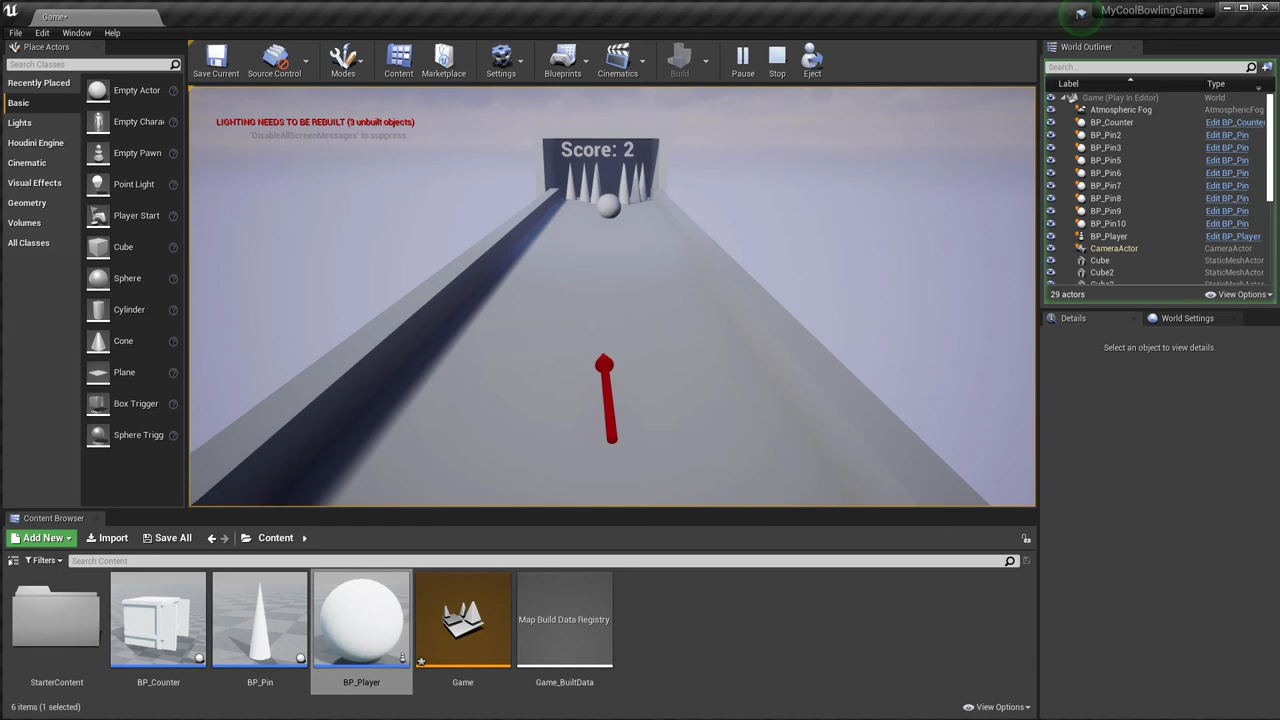 Game•
MyCoolBowlingGame
File Edit Window Help
Place Actors
Search Classes
Recently Placed
Basic
Lights
Houdini Engine
Cinematic
Visual Effects
Geometry
Volumes
All Classes
Empty Actor
Empty Chara
Empty Pawn
Point Light
Player Start
Cube
Sphere
Cylinder
Cone
Plane
Box Trigger
Sphere Trigg
Save Current
Source Control
Modes
Content
Marketplace
Settings
Blueprints
Cinematics
Build
Pause
Stop
Eject
LIGHTING NEEDS TO BE REBUILT (3 unbuilt objects)
'DisableAllScreenMessages' to suppress
Score: 2
World Outliner
Search...
Label Type
Game (Play In Editor) World
Atmospheric Fog AtmosphericFog
BP_Counter Edit BP_Counte
BP_Pin2 Edit BP_Pin
BP_Pin3 Edit BP_Pin
BP_Pin5 Edit BP_Pin
BP_Pin6 Edit BP_Pin
BP_Pin7 Edit BP_Pin
BP_Pin8 Edit BP_Pin
BP_Pin9 Edit BP_Pin
BP_Pin10 Edit BP_Pin
BP_Player Edit BP_Player
CameraActor CameraActor
Cube StaticMeshActor
Cube2 StaticMeshActor
29 actors View Options
Details World Settings
Select an object to view details.
Content Browser
Add New Import Save All Content
Filters Search Content
StarterContent
BP_Counter
BP_Pin
BP_Player
Game
Map Build Data Registry
Game_BuiltData
6 items (1 selected) View Options